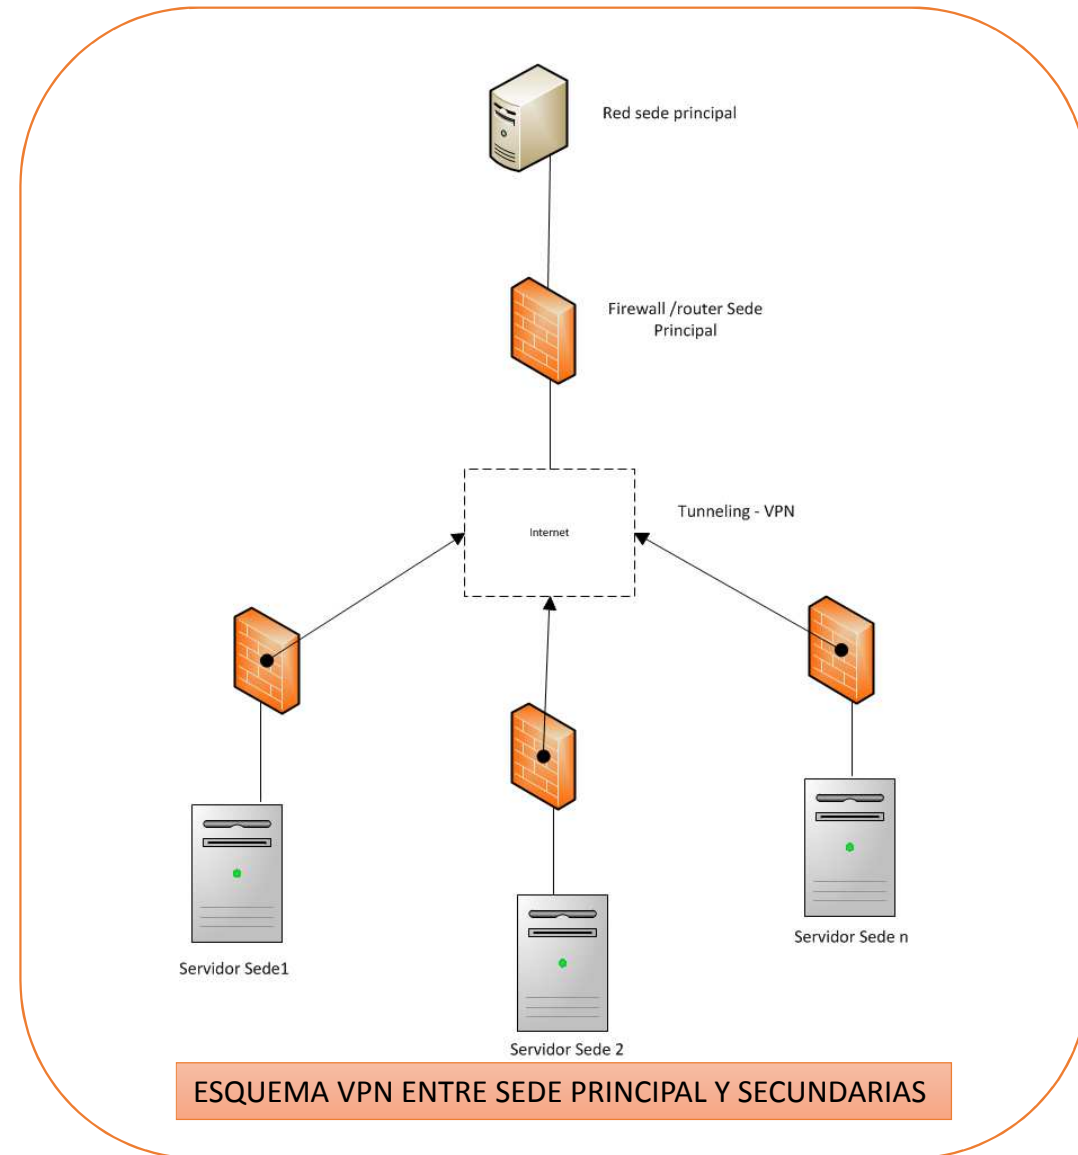 Red sede principal
Firewall /router Sede
Principal
Tunneling - VPN
Internet
Servidor Sede n
Servidor Sede1
Servidor Sede 2
ESQUEMA VPN ENTRE SEDE PRINCIPAL Y SECUNDARIAS